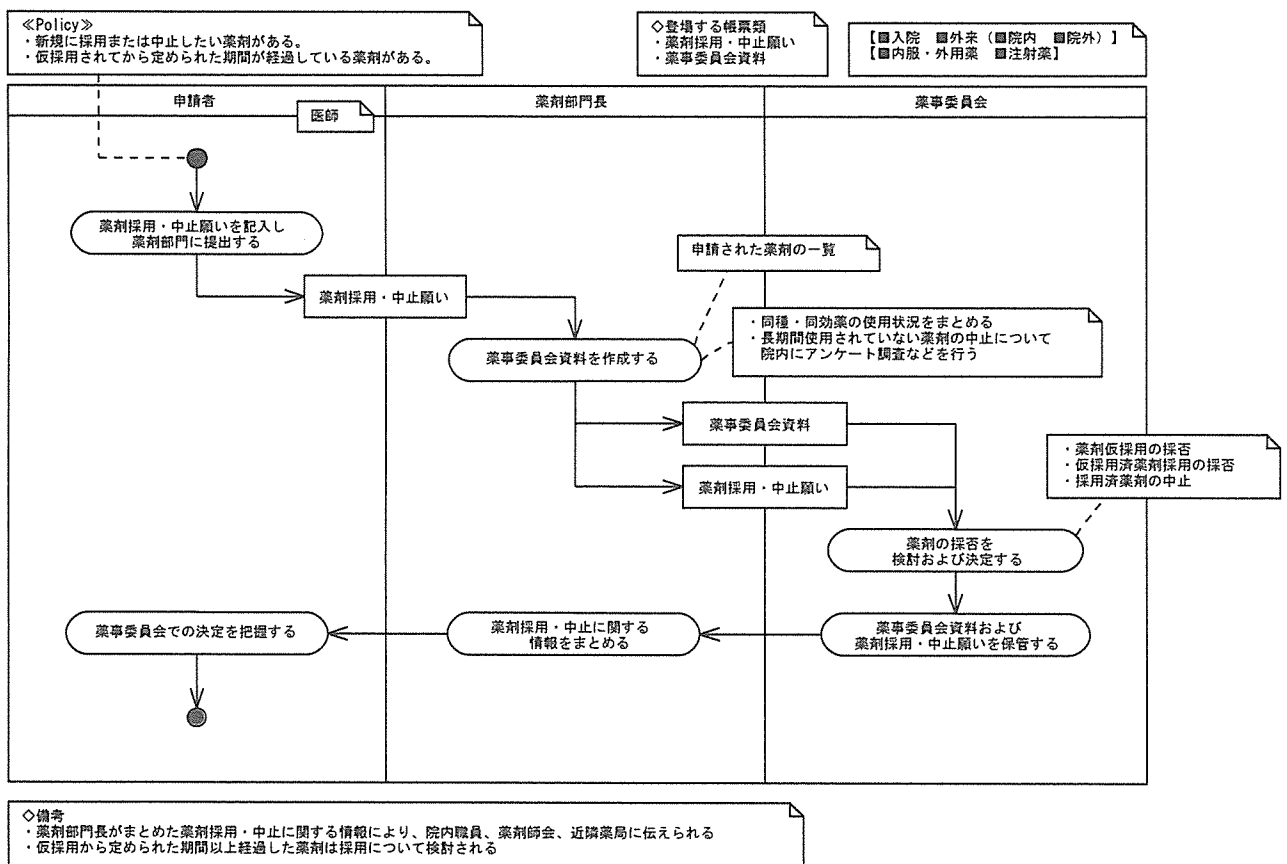 ≪Policy≫
・新規に採用または中止したい薬剤がある。
・仮採用されてから定められた期間が経過している薬剤がある。
◇登場する帳票類
・薬剤採用・中止願い
・薬事委員会資料
【■入院 ■外来（■院内 ■院外）】
【■内服・外用薬 ■注射薬】
申請者
薬剤部門長
薬事委員会
医師
薬剤採用・中止願いを記入し
薬剤部門に提出する
申請された薬剤の一覧
薬剤採用・中止願い
・同種・同効薬の使用状況をまとめる
・長期間使用されていない薬剤の中止について
院内にアンケート調査などを行う
薬事委員会資料を作成する
薬事委員会資料
・薬剤仮採用の採否
・仮採用済薬剤採用の採否
・採用済薬剤の中止
薬剤採用・中止願い
薬剤の採否を
検討および決定する
薬事委員会での決定を把握する
薬剤採用・中止に関する
情報をまとめる
薬事委員会資料および
薬剤採用・中止願いを保管する
◇備考
・薬剤部門長がまとめた薬剤採用・中止に関する情報により、院内職員、薬剤師会、近隣薬局に伝えられる
・仮採用から定められた期間以上経過した薬剤は採用について検討される